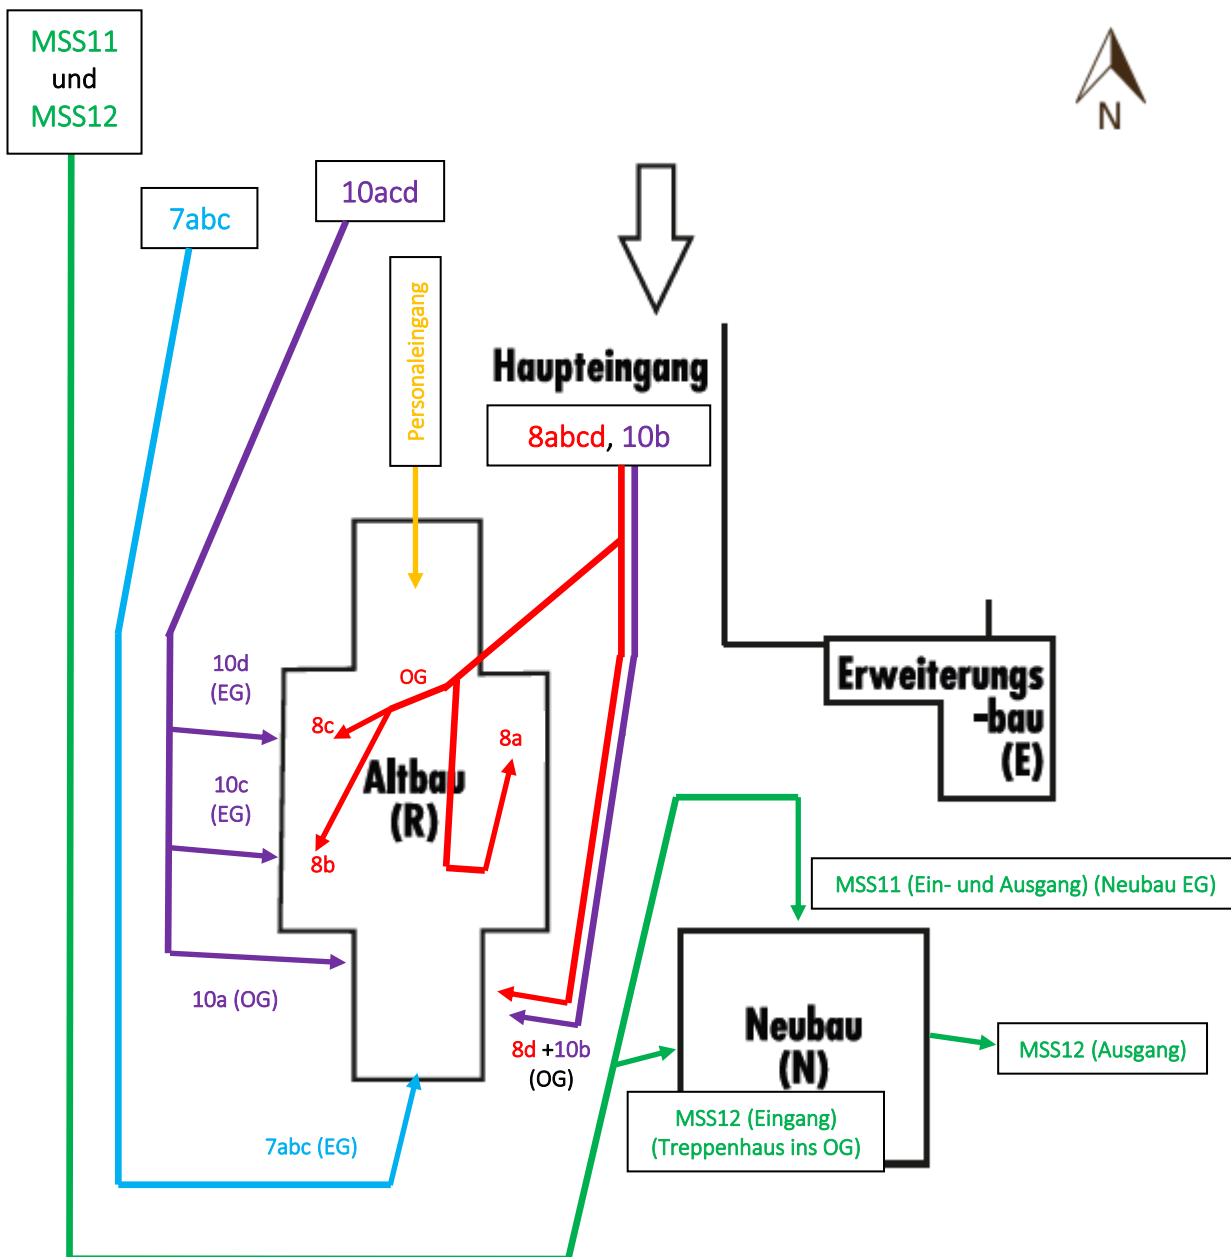 MSS11
und
MSS12
N
7abc
10acd
Personaleingang
Haupteingang
8abcd, 10b
10d
(EG)
OG
8c
8a
Erweiterungs
-bau
(E)
10c
(EG)
Altbau
(R)
8b
MSS11 (Ein- und Ausgang) (Neubau EG)
10a (OG)
8d +10b
(OG)
Neubau
(N)
MSS12 (Ausgang)
MSS12 (Eingang)
(Treppenhaus ins OG)
7abc (EG)